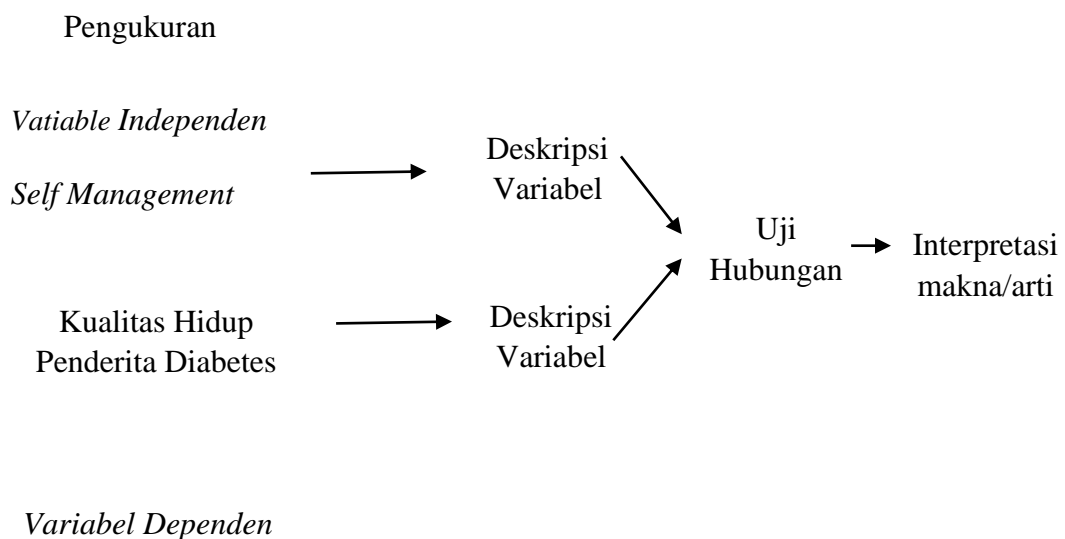 Pengukuran
Vatiable Independen
Self Management
Deskripsi
Variabel
Uji
Hubungan
Interpretasi
makna/arti
Kualitas Hidup
Penderita Diabetes
Deskripsi
Variabel
Variabel Dependen